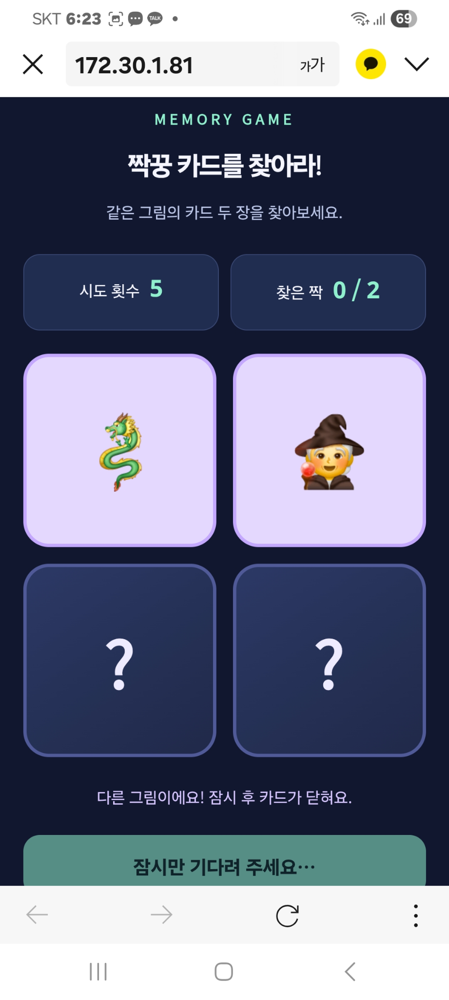 SKT 6:23 TALK 69
172.30.1.81 가가
MEMORY GAME
짝꿍 카드를 찾아라!
같은 그림의 카드 두 장을 찾아보세요.
시도 횟수 5 찾은 짝 0 / 2
? ?
다른 그림이에요! 잠시 후 카드가 닫혀요.
잠시만 기다려 주세요…